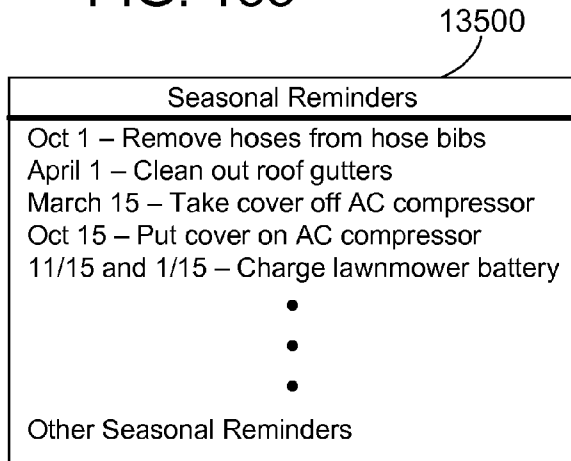 13500
Seasonal Reminders
Oct 1 – Remove hoses from hose bibs
April 1 – Clean out roof gutters
March 15 – Take cover off AC compressor
Oct 15 – Put cover on AC compressor
11/15 and 1/15 – Charge lawnmower battery
•
•
•
Other Seasonal Reminders